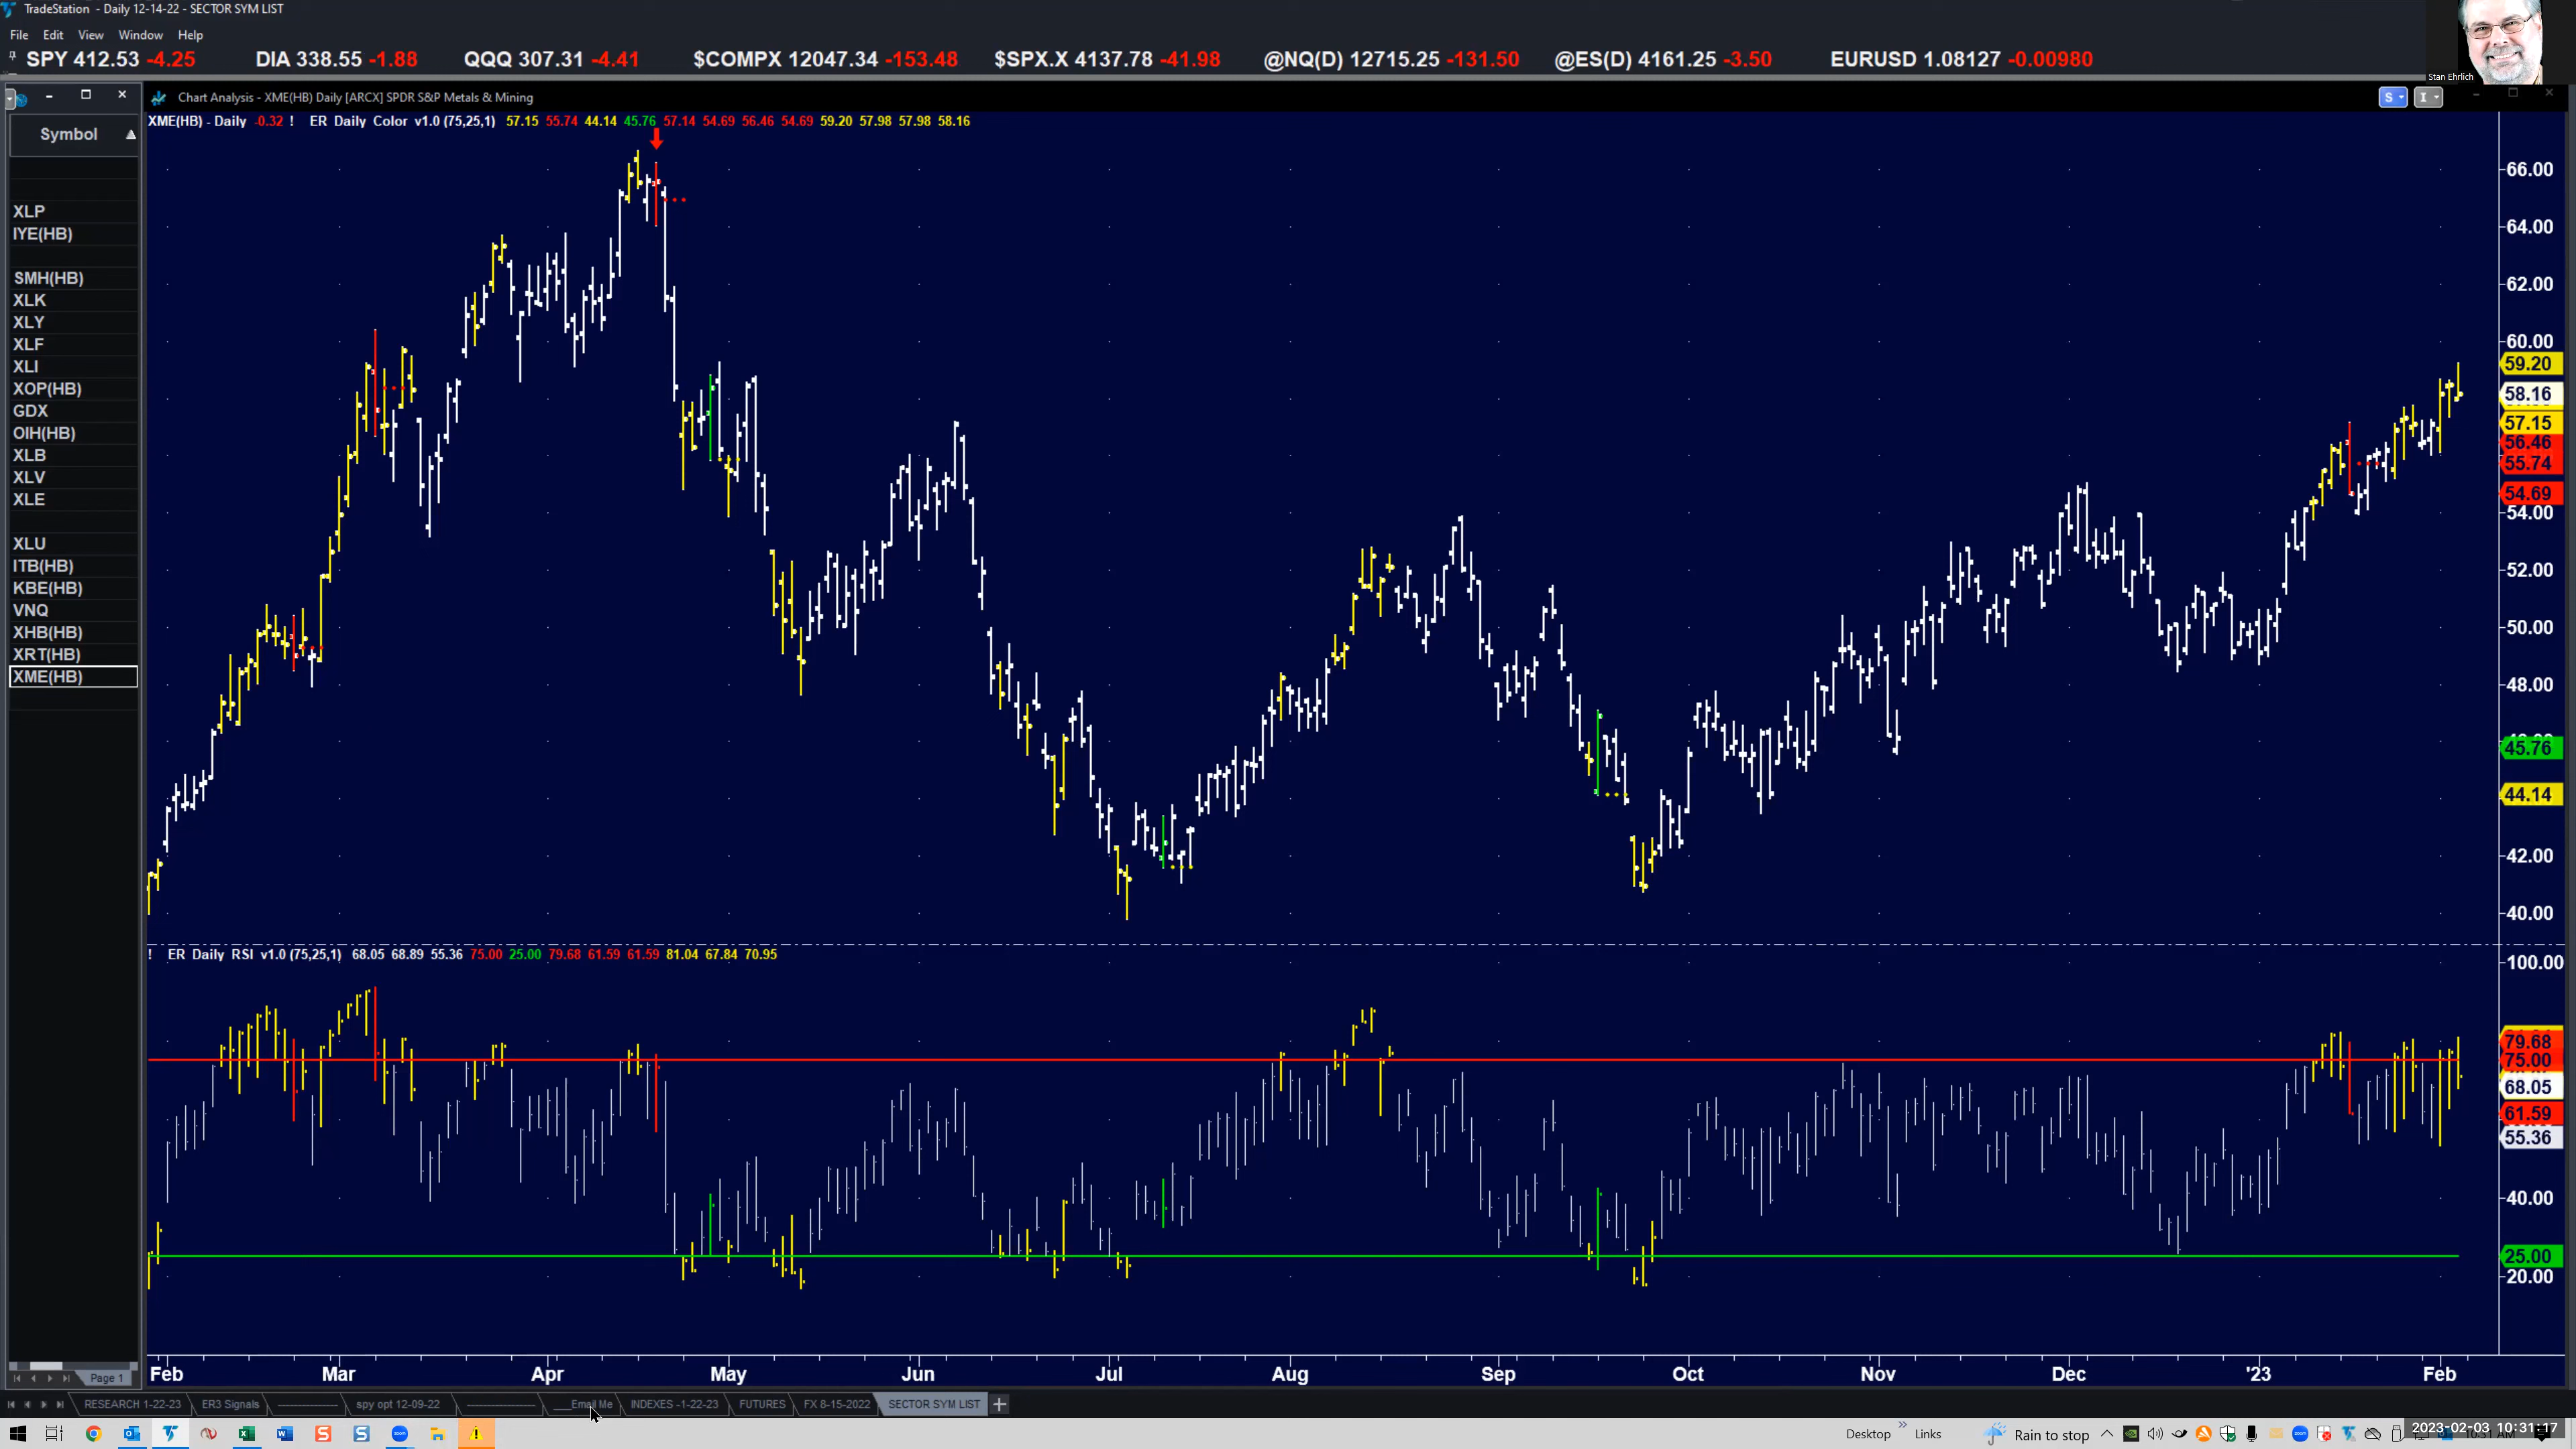 TradeStation - Daily 12-14-22 - SECTOR SYM LIST
File Edit View Window Help
SPY 412.53 -4.25 DIA 338.55 -1.88 QQQ 307.31 -4.41 $COMPX 12047.34 -153.48 $SPX.X 4137.78 -41.98 @NQ(D) 12715.25 -131.50 @ES(D) 4161.25 -3.50 EURUSD 1.08127 -0.00980
Stan Ehrlich
Chart Analysis - XME(HB) Daily [ARCX] SPDR S&P Metals & Mining
S I
XME(HB) - Daily -0.32 ! ER Daily Color v1.0 (75,25,1) 57.15 55.74 44.14 45.76 57.14 54.69 56.46 54.69 59.20 57.98 57.98 58.16
Symbol
XLP
IYE(HB)
SMH(HB)
XLK
XLY
XLF
XLI
XOP(HB)
GDX
OIH(HB)
XLB
XLV
XLE
XLU
ITB(HB)
KBE(HB)
VNQ
XHB(HB)
XRT(HB)
XME(HB)
Page 1
66.00
64.00
62.00
60.00
59.20
58.16
57.15
56.46
55.74
54.69
54.00
52.00
50.00
48.00
45.76
44.14
42.00
40.00
! ER Daily RSI v1.0 (75,25,1) 68.05 68.89 55.36 75.00 25.00 79.68 61.59 61.59 81.04 67.84 70.95
100.00
79.68
75.00
68.05
61.59
55.36
40.00
25.00
20.00
Feb Mar Apr May Jun Jul Aug Sep Oct Nov Dec '23 Feb
RESEARCH 1-22-23 ER3 Signals spy opt 12-09-22 ___Email Me INDEXES -1-22-23 FUTURES FX 8-15-2022 SECTOR SYM LIST +
Desktop Links Rain to stop 2023-02-03 10:31:17